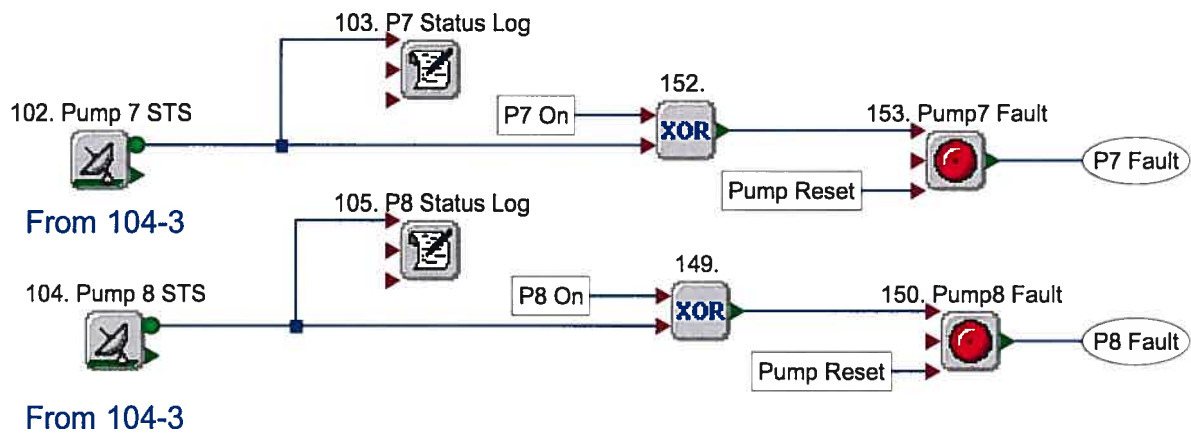 103. P7 Status Log
102. Pump 7 STS
P7 On
152.
XOR
153. Pump7 Fault
P7 Fault
Pump Reset
From 104-3
105. P8 Status Log
104. Pump 8 STS
P8 On
149.
XOR
150. Pump8 Fault
P8 Fault
Pump Reset
From 104-3